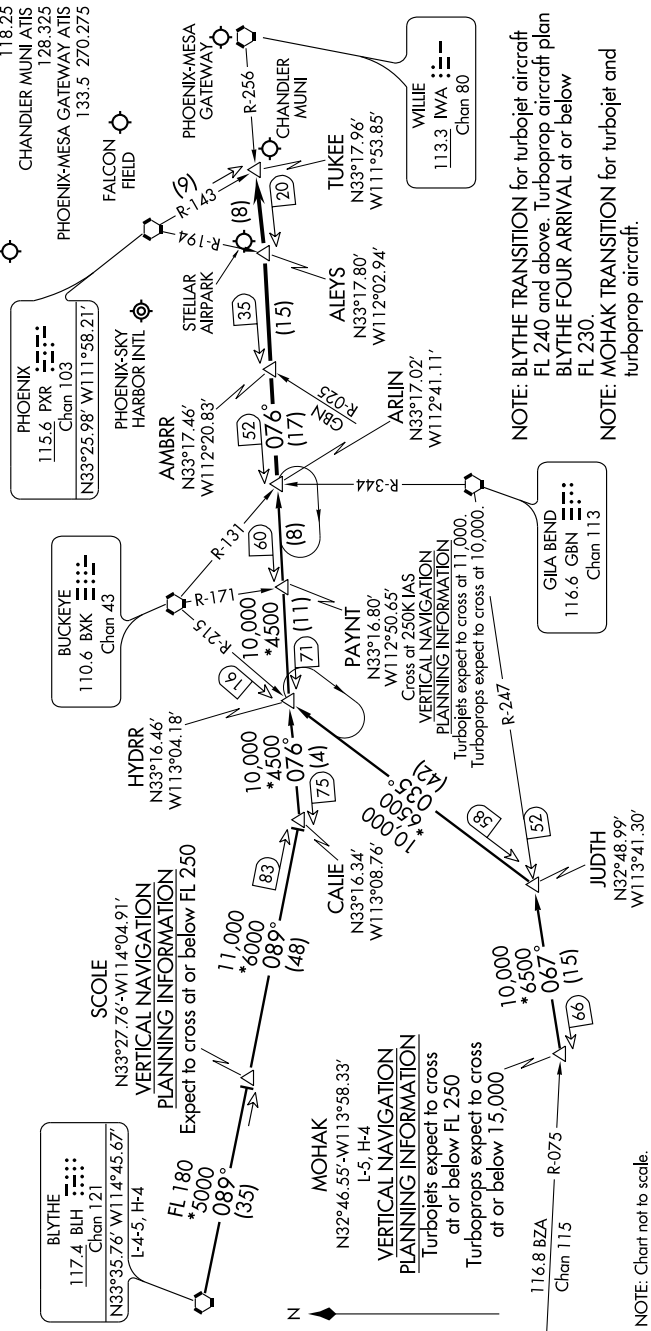 118.25
CHANDLER MUNI ATIS
128.325
PHOENIX-MESA GATEWAY ATIS
133.5 270.275
PHOENIX
115.6 PXR
Chan 103
N33°25.98' W111°58.21'
PHOENIX-SKY
HARBOR INTL
FALCON
FIELD
PHOENIX-MESA
GATEWAY
CHANDLER
MUNI
R-256
WILLIE
113.3 IWA
Chan 80
TUKEE
N33°17.96'
W111°53.85'
R-143
(9)
R-194
(8)
20
STELLAR
AIRPARK
ALEYS
N33°17.80'
W112°02.94'
35
(15)
AMBRR
N33°17.46'
W112°20.83'
52
076°
(17)
GBN
R-025
ARLIN
N33°17.02'
W112°41.11'
BUCKEYE
110.6 BXK
Chan 43
R-131
R-171
R-215
60
(8)
R-344
GILA BEND
116.6 GBN
Chan 113
10,000
*4500
(11)
71
16
PAYNT
N33°16.80'
W112°50.65'
Cross at 250K IAS
VERTICAL NAVIGATION
PLANNING INFORMATION
Turbojets expect to cross at 11,000.
Turboprops expect to cross at 10,000.
HYDRR
N33°16.46'
W113°04.18'
10,000
*4500
076°
(4)
75
83
CALIE
N33°16.34'
W113°08.76'
10,000
*6500
035°
(42)
58
52
R-247
JUDTH
N32°48.99'
W113°41.30'
SCOLE
N33°27.76'-W114°04.91'
VERTICAL NAVIGATION
PLANNING INFORMATION
Expect to cross at or below FL 250
11,000
*6000
089°
(48)
BLYTHE
117.4 BLH
Chan 121
N33°35.76' W114°45.67'
L-4-5, H-4
FL 180
*5000
089°
(35)
MOHAK
N32°46.55'-W113°58.33'
L-5, H-4
VERTICAL NAVIGATION
PLANNING INFORMATION
Turbojets expect to cross
at or below FL 250
Turboprops expect to cross
at or below 15,000
10,000
*6500
067°
(15)
66
R-075
116.8 BZA
Chan 115
N
NOTE: BLYTHE TRANSITION for turbojet aircraft
FL 240 and above. Turboprop aircraft plan
BLYTHE FOUR ARRIVAL at or below
FL 230.
NOTE: MOHAK TRANSITION for turbojet and
turboprop aircraft.
NOTE: Chart not to scale.